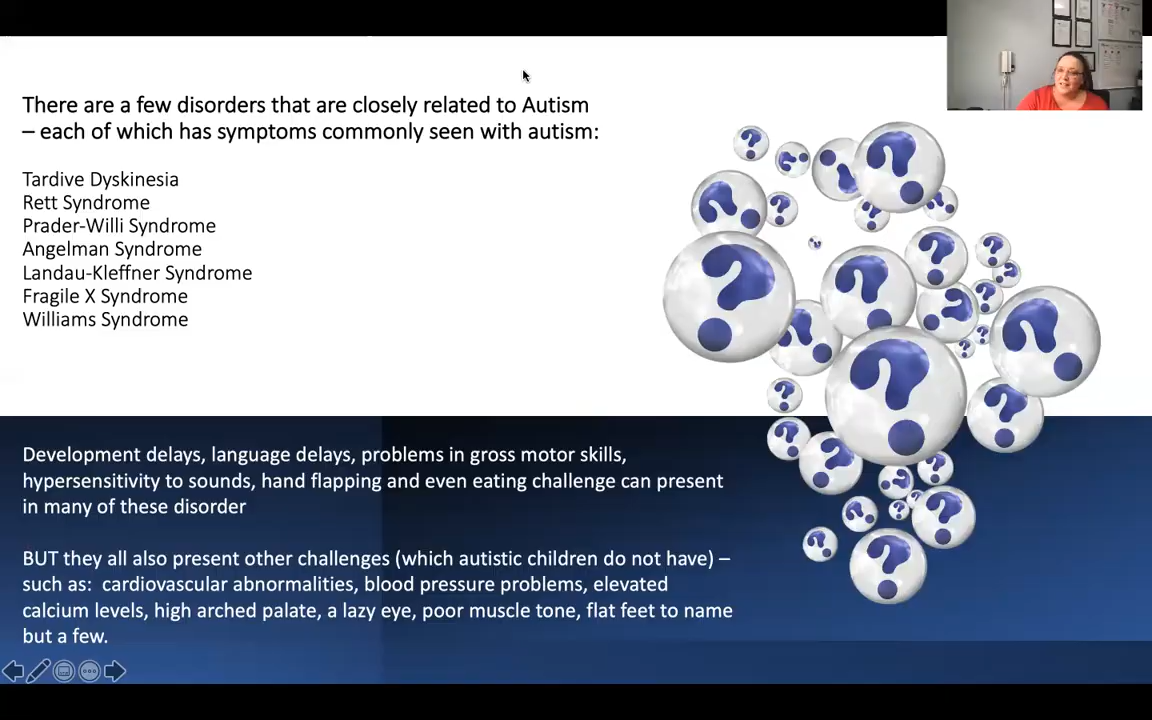 There are a few disorders that are closely related to Autism
– each of which has symptoms commonly seen with autism:
Tardive Dyskinesia
Rett Syndrome
Prader-Willi Syndrome
Angelman Syndrome
Landau-Kleffner Syndrome
Fragile X Syndrome
Williams Syndrome
Development delays, language delays, problems in gross motor skills,
hypersensitivity to sounds, hand flapping and even eating challenge can present
in many of these disorder
BUT they all also present other challenges (which autistic children do not have) –
such as:  cardiovascular abnormalities, blood pressure problems, elevated
calcium levels, high arched palate, a lazy eye, poor muscle tone, flat feet to name
but a few.